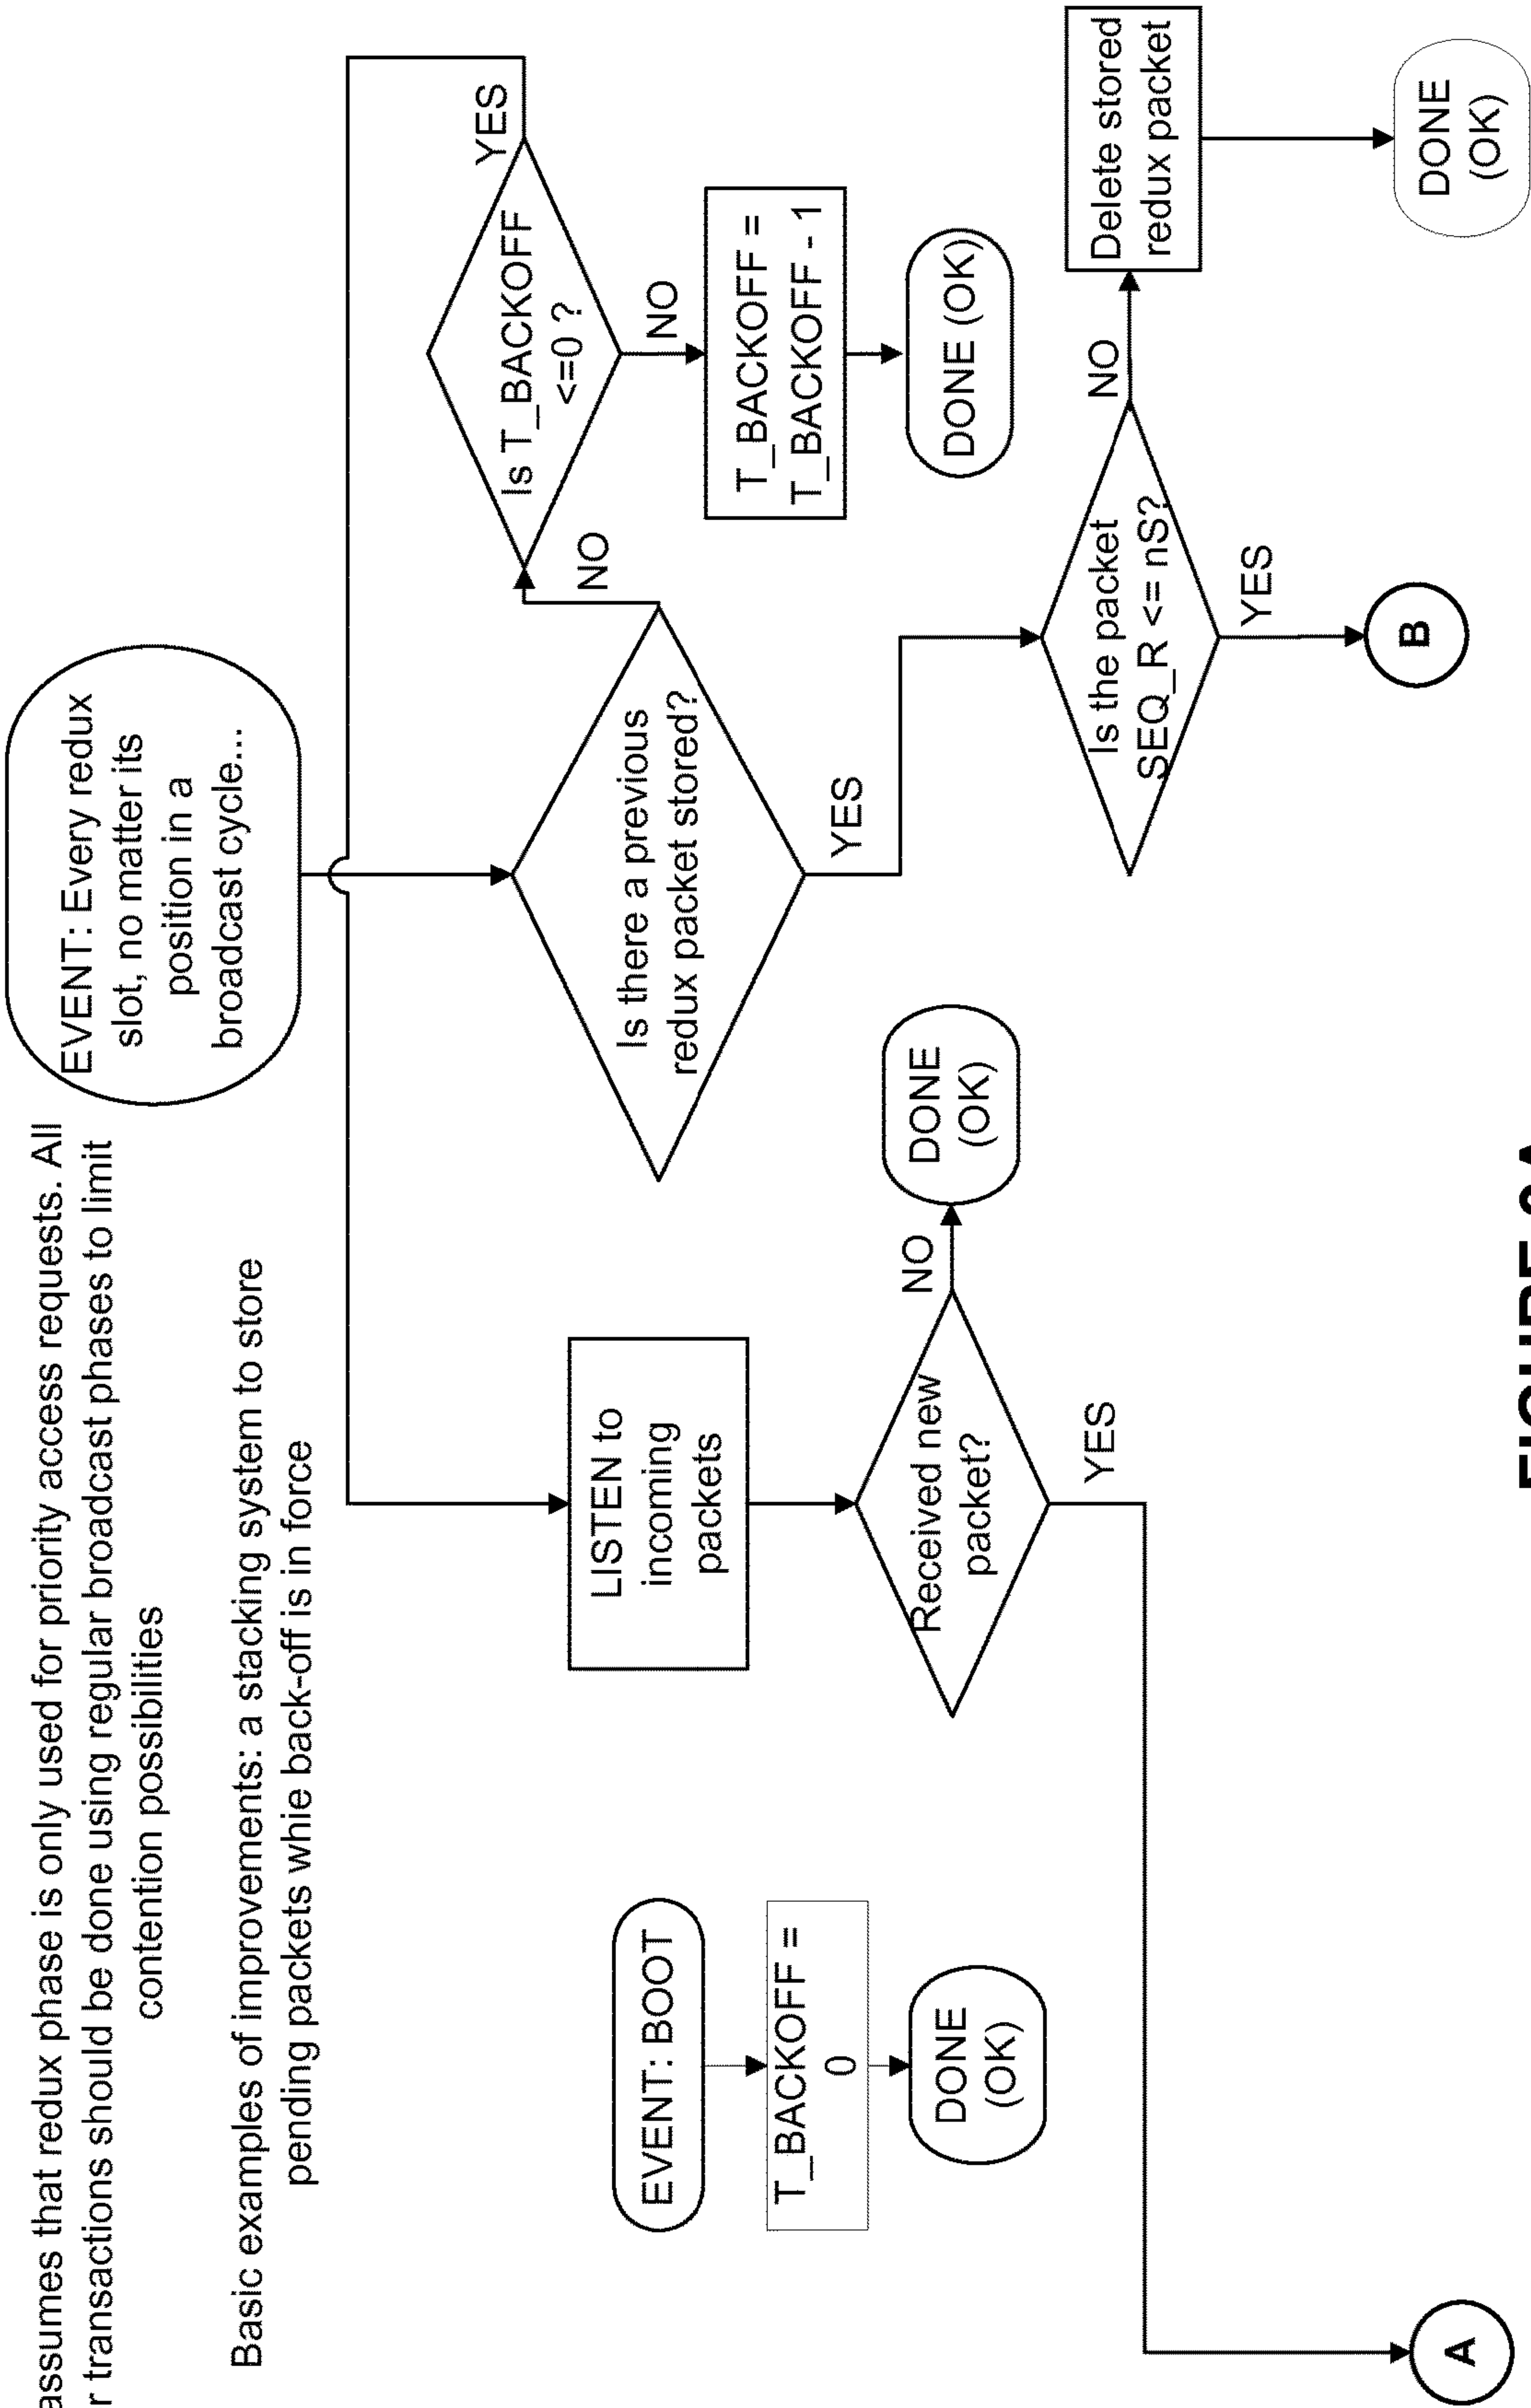 assumes that redux phase is only used for priority access requests. All
r transactions should be done using regular broadcast phases to limit
contention possibilities
Basic examples of improvements: a stacking system to store
pending packets whie back-off is in force
EVENT: BOOT
T_BACKOFF =
0
DONE
(OK)
EVENT: Every redux
slot, no matter its
position in a
broadcast cycle...
Is there a previous
redux packet stored?
NO
YES
Is T_BACKOFF
<=0 ?
YES
NO
T_BACKOFF =
T_BACKOFF - 1
DONE (OK)
LISTEN to
incoming
packets
Received new
packet?
NO
DONE
(OK)
YES
A
Is the packet
SEQ_R <= nS?
NO
Delete stored
redux packet
DONE
(OK)
YES
B